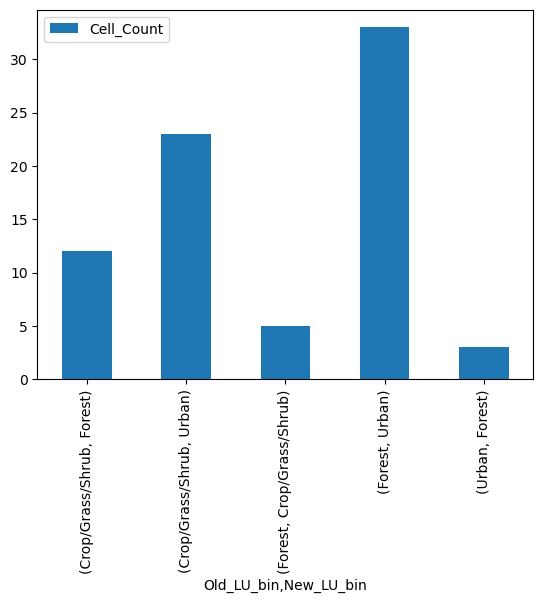 Cell_Count
30
25
20
15
10
5
0
(Crop/Grass/Shrub, Forest)
(Crop/Grass/Shrub, Urban)
(Forest, Crop/Grass/Shrub)
(Forest, Urban)
(Urban, Forest)
Old_LU_bin,New_LU_bin